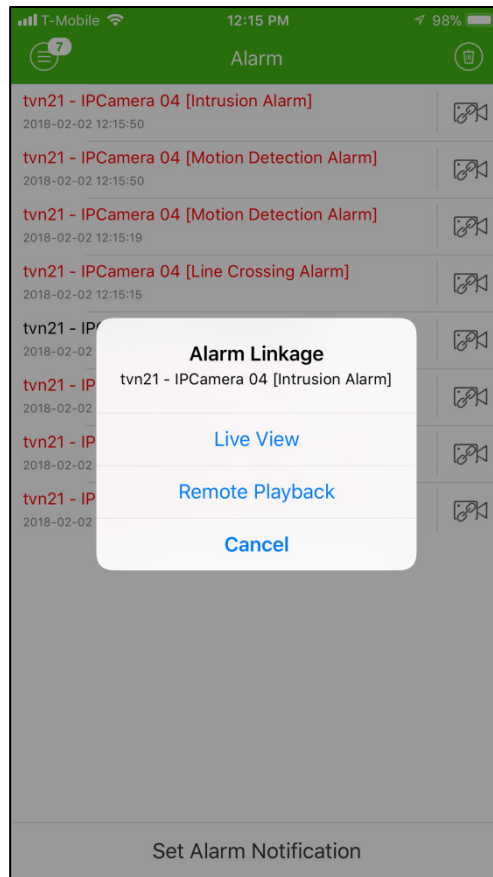 T-Mobile 12:15 PM 98%
7
Alarm
tvn21 - IPCamera 04 [Intrusion Alarm]
2018-02-02 12:15:50
tvn21 - IPCamera 04 [Motion Detection Alarm]
2018-02-02 12:15:50
tvn21 - IPCamera 04 [Motion Detection Alarm]
2018-02-02 12:15:19
tvn21 - IPCamera 04 [Line Crossing Alarm]
2018-02-02 12:15:15
tvn21 -
2018-02-02
tvn21 - IP
2018-02-02
tvn21 - IP
2018-02-02
tvn21 - IP
2018-02-02
Alarm Linkage
tvn21 - IPCamera 04 [Intrusion Alarm]
Live View
Remote Playback
Cancel
Set Alarm Notification